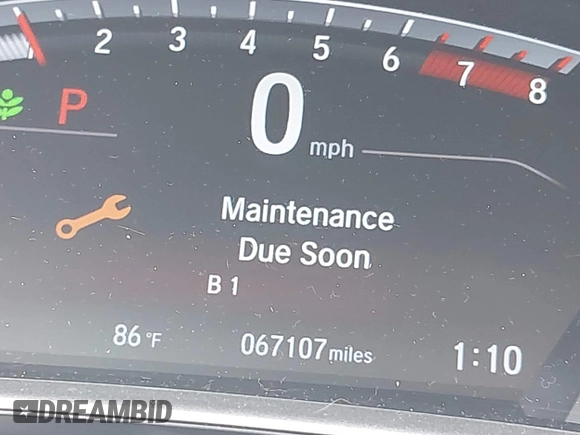 2 3 4 5 6 7 8
P
0 mph
Maintenance
Due Soon
B 1
86 °F 067107 miles 1:10
DREAMBID